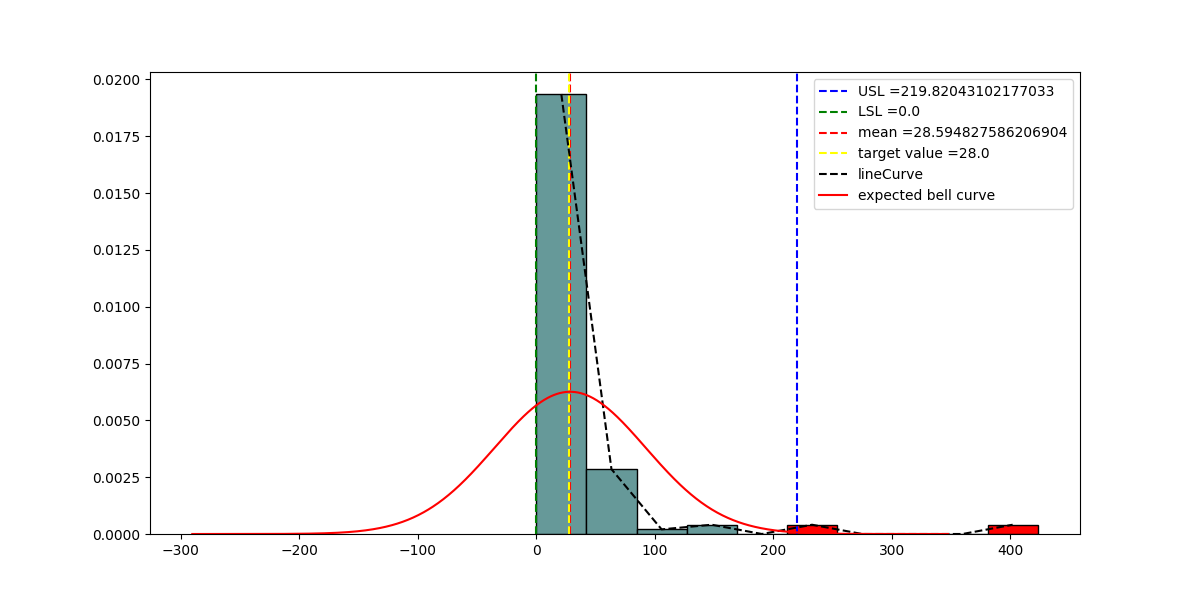 0.0200
0.0175
0.0150
0.0125
0.0100
0.0075
0.0050
0.0025
0.0000
−300
−200
−100
0
100
200
300
400
USL =219.82043102177033
LSL =0.0
mean =28.594827586206904
target value =28.0
lineCurve
expected bell curve